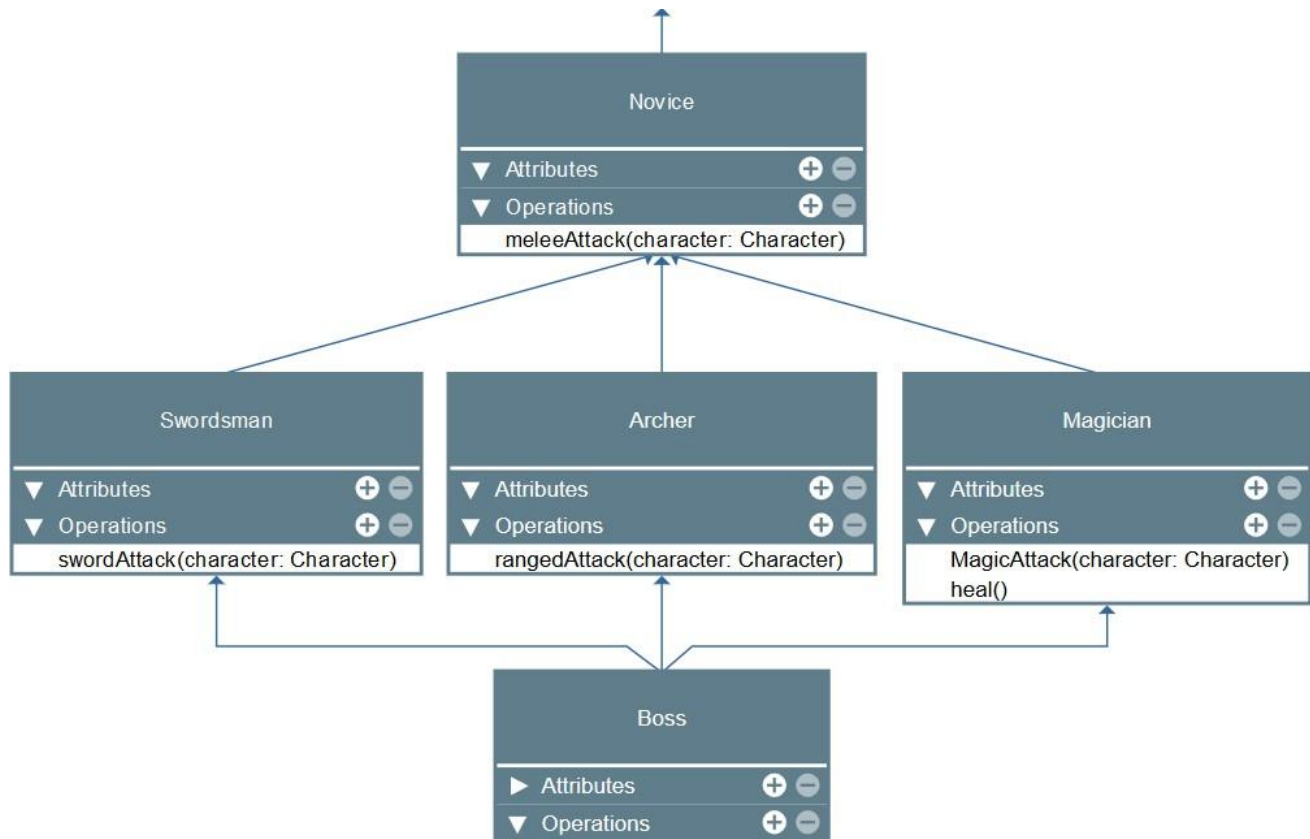 Novice
Attributes
Operations
meleeAttack(character: Character)
Swordsman
Attributes
Operations
swordAttack(character: Character)
Archer
Attributes
Operations
rangedAttack(character: Character)
Magician
Attributes
Operations
MagicAttack(character: Character)
heal()
Boss
Attributes
Operations